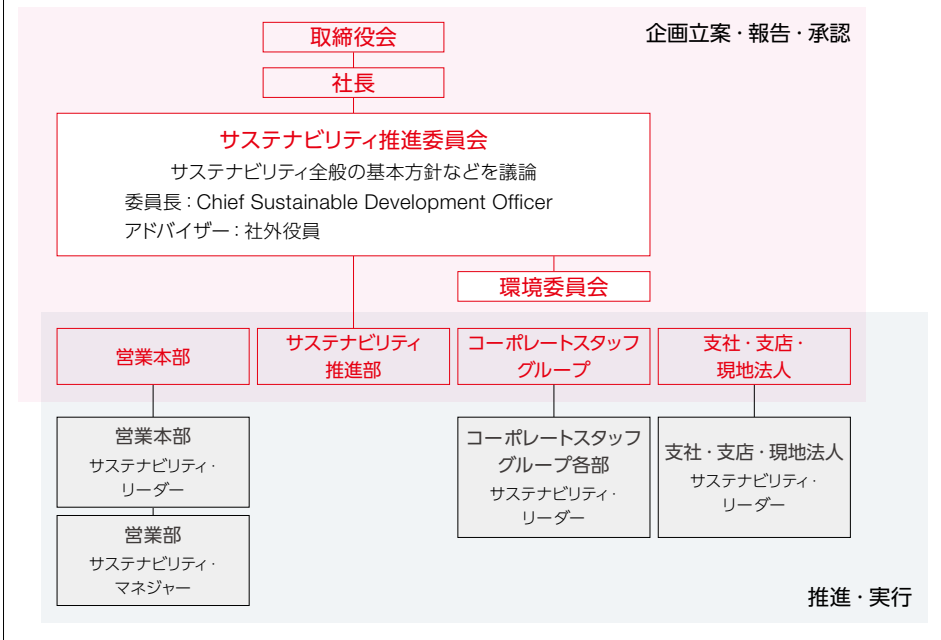 取締役会
企画立案・報告・承認
社長
サステナビリティ推進委員会
サステナビリティ全般の基本方針などを議論
委員長：Chief Sustainable Development Officer
アドバイザー：社外役員
環境委員会
営業本部
サステナビリティ
推進部
コーポレートスタッフ
グループ
支社・支店・
現地法人
営業本部
サステナビリティ・
リーダー
コーポレートスタッフ
グループ各部
サステナビリティ・
リーダー
支社・支店・現地法人
サステナビリティ・
リーダー
営業部
サステナビリティ・
マネジャー
推進・実行